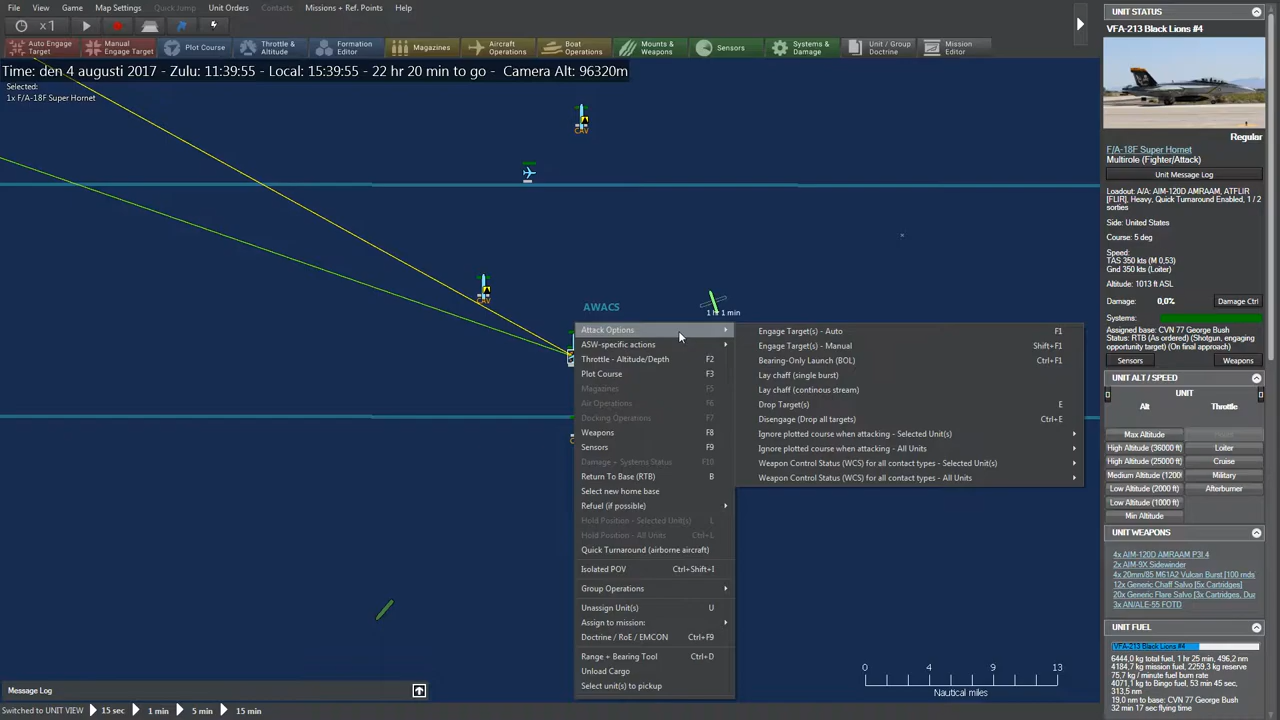 File View Game Map Settings Quick Jump Unit Orders Contacts Missions + Ref. Points Help
×1
Auto Engage Target
Manual Engage Target
Plot Course
Throttle & Altitude
Formation Editor
Magazines
Aircraft Operations
Boat Operations
Mounts & Weapons
Sensors
Systems & Damage
Unit / Group Doctrine
Mission Editor
Time: den 4 augusti 2017 - Zulu: 11:39:55 - Local: 15:39:55 - 22 hr 20 min to go - Camera Alt: 96320m
Selected:
1x F/A-18F Super Hornet
CAV
CAV
AWACS
1 hr 1 min
Attack Options
ASW-specific actions
Throttle - Altitude/Depth F2
Plot Course F3
Magazines F5
Air Operations F6
Docking Operations F7
Weapons F8
Sensors F9
Damage + Systems Status F10
Return To Base (RTB) B
Select new home base
Refuel (if possible)
Hold Position - Selected Unit(s) L
Hold Position - All Units Ctrl+L
Quick Turnaround (airborne aircraft)
Isolated POV Ctrl+Shift+I
Group Operations
Unassign Unit(s) U
Assign to mission:
Doctrine / RoE / EMCON Ctrl+F9
Range + Bearing Tool Ctrl+D
Unload Cargo
Select unit(s) to pickup
Engage Target(s) - Auto F1
Engage Target(s) - Manual Shift+F1
Bearing-Only Launch (BOL) Ctrl+F1
Lay chaff (single burst)
Lay chaff (continous stream)
Drop Target(s) E
Disengage (Drop all targets) Ctrl+E
Ignore plotted course when attacking - Selected Unit(s)
Ignore plotted course when attacking - All Units
Weapon Control Status (WCS) for all contact types - Selected Unit(s)
Weapon Control Status (WCS) for all contact types - All Units
0 4 9 13
Nautical miles
Message Log
Switched to UNIT VIEW 15 sec 1 min 5 min 15 min
UNIT STATUS
VFA-213 Black Lions #4
Regular
F/A-18F Super Hornet
Multirole (Fighter/Attack)
Unit Message Log
Loadout: A/A: AIM-120D AMRAAM, ATFLIR
[FLIR], Heavy, Quick Turnaround Enabled, 1 / 2
sorties
Side: United States
Course: 5 deg
Speed:
TAS 350 kts (M 0,53)
Gnd 350 kts (Loiter)
Altitude: 1013 ft ASL
Damage: 0,0% Damage Ctrl
Systems:
Assigned base: CVN 77 George Bush
Status: RTB (As ordered) (Shutdown, engaging
opportunity target) (On final approach)
Sensors Weapons
UNIT ALT / SPEED
UNIT
Alt Throttle
Max Altitude
High Altitude (36000 ft) Loiter
High Altitude (25000 ft) Cruise
Medium Altitude (1200 Military
Low Altitude (2000 ft) Afterburner
Low Altitude (1000 ft)
Min Altitude
UNIT WEAPONS
4x AIM-120D AMRAAM P3I.4
2x AIM-9X Sidewinder
4x 20mm/85 M61A2 Vulcan Burst [100 rnds
12x Generic Chaff Salvo [5x Cartridges]
20x Generic Flare Salvo [3x Cartridges, Dua
3x AN/ALE-55 FOTD
UNIT FUEL
VFA-213 Black Lions #4
6444,0 kg total fuel, 1 hr 25 min, 496,2 nm
4184,7 kg mission fuel, 2259,3 kg reserve
75,7 kg / minute fuel burn rate
4071,1 kg to Bingo fuel, 53 min 45 sec,
313,5 nm
19,0 nm to base: CVN 77 George Bush
32 min 17 sec flying time